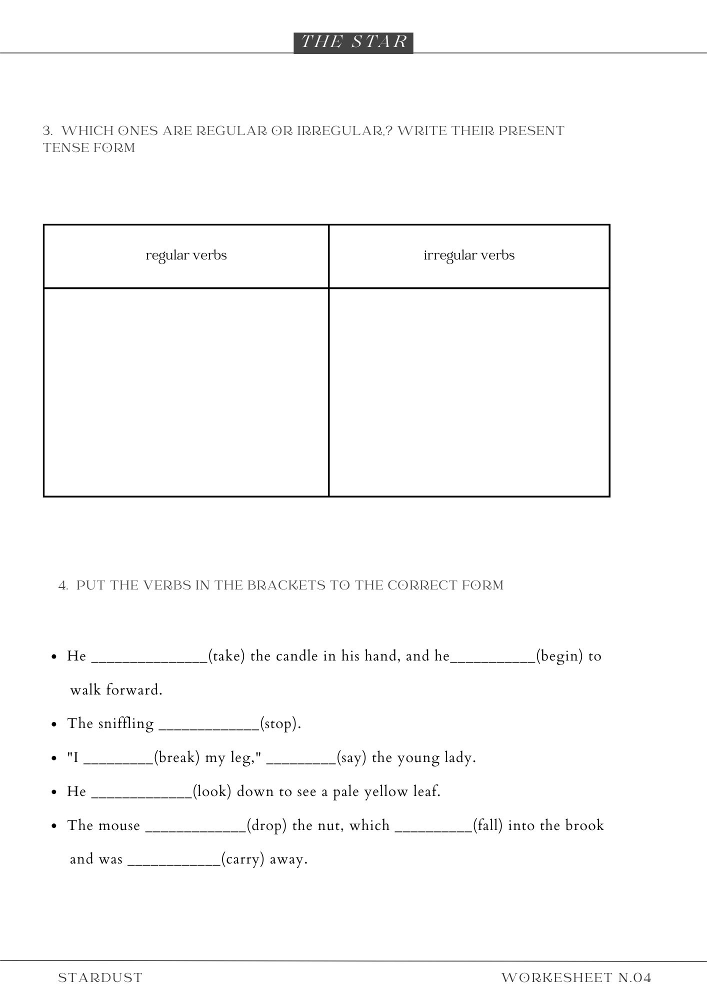 THE STAR
3. WHICH ONES ARE REGULAR OR IRREGULAR,? WRITE THEIR PRESENT
TENSE FORM
regular verbs
irregular verbs
4. PUT THE VERBS IN THE BRACKETS TO THE CORRECT FORM
• He _______________(take) the candle in his hand, and he___________(begin) to
walk forward.
• The sniffling _____________(stop).
• "I _________(break) my leg," _________(say) the young lady.
• He _____________(look) down to see a pale yellow leaf.
• The mouse _____________(drop) the nut, which __________(fall) into the brook
and was ____________(carry) away.
STARDUST
WORKESHEET N.04